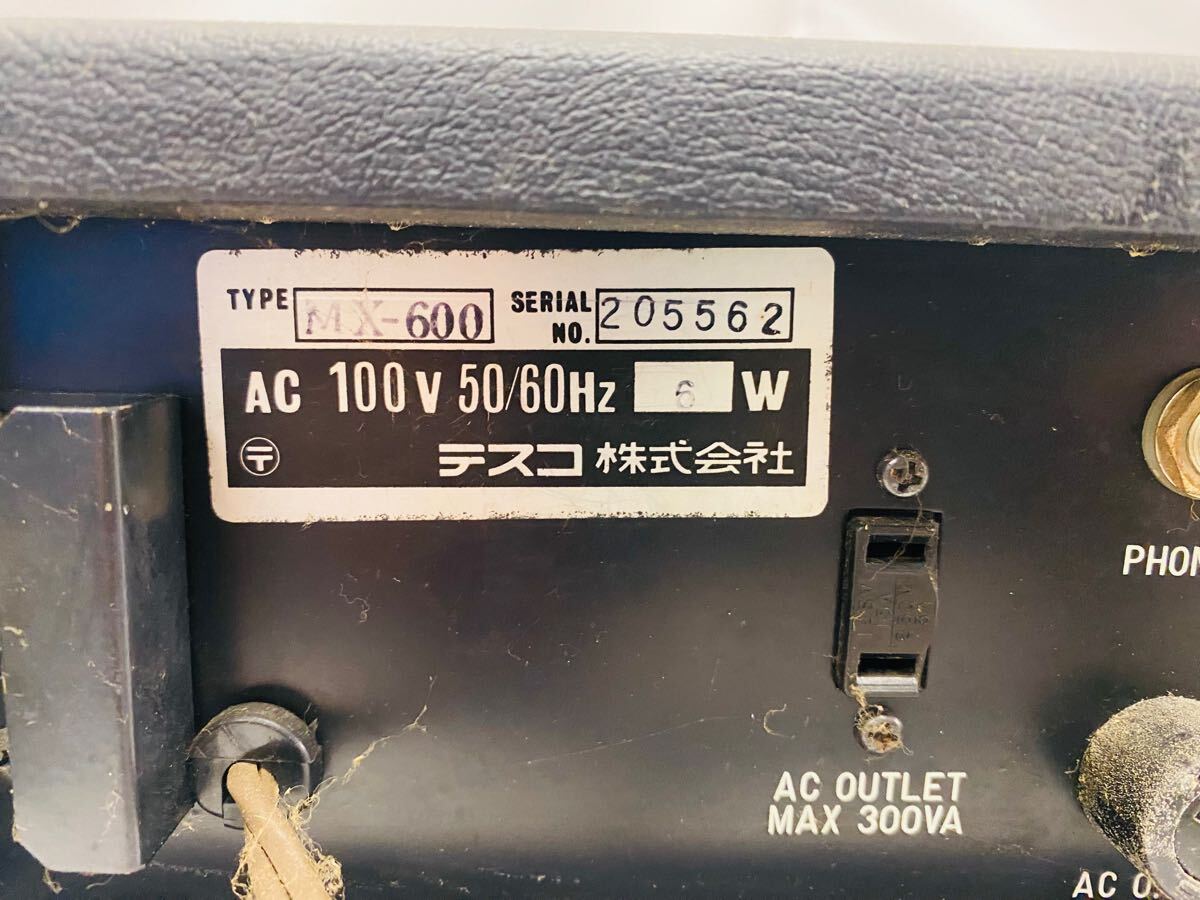 TYPE MX-600 SERIAL NO. 205562
AC 100V 50/60Hz 6 W
〒 テスコ 株式会社
PHON
AC OUTLET
MAX 300VA
AC 0.